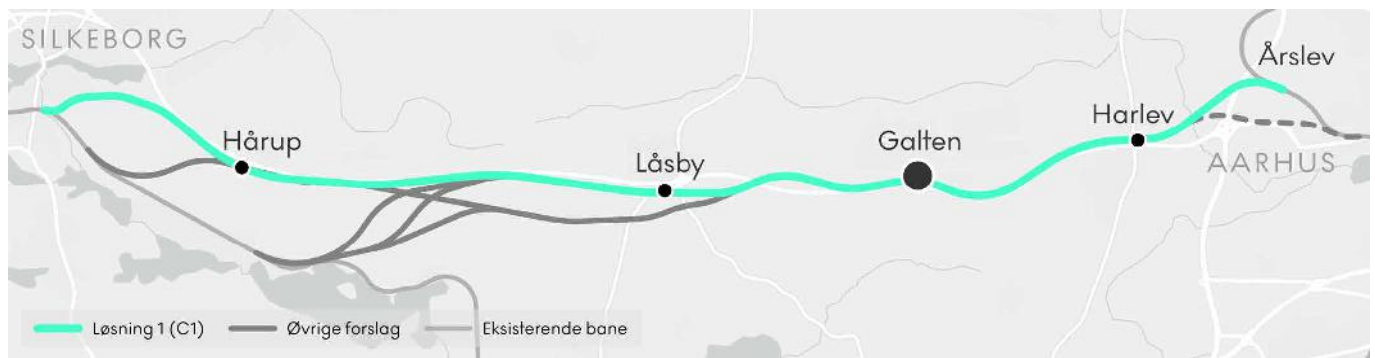 SILKEBORG
Årslev
Harlev
Hårup
Galten
Låsby
AARHUS
Løsning 1 (C1) Øvrige forslag Eksisterende bane